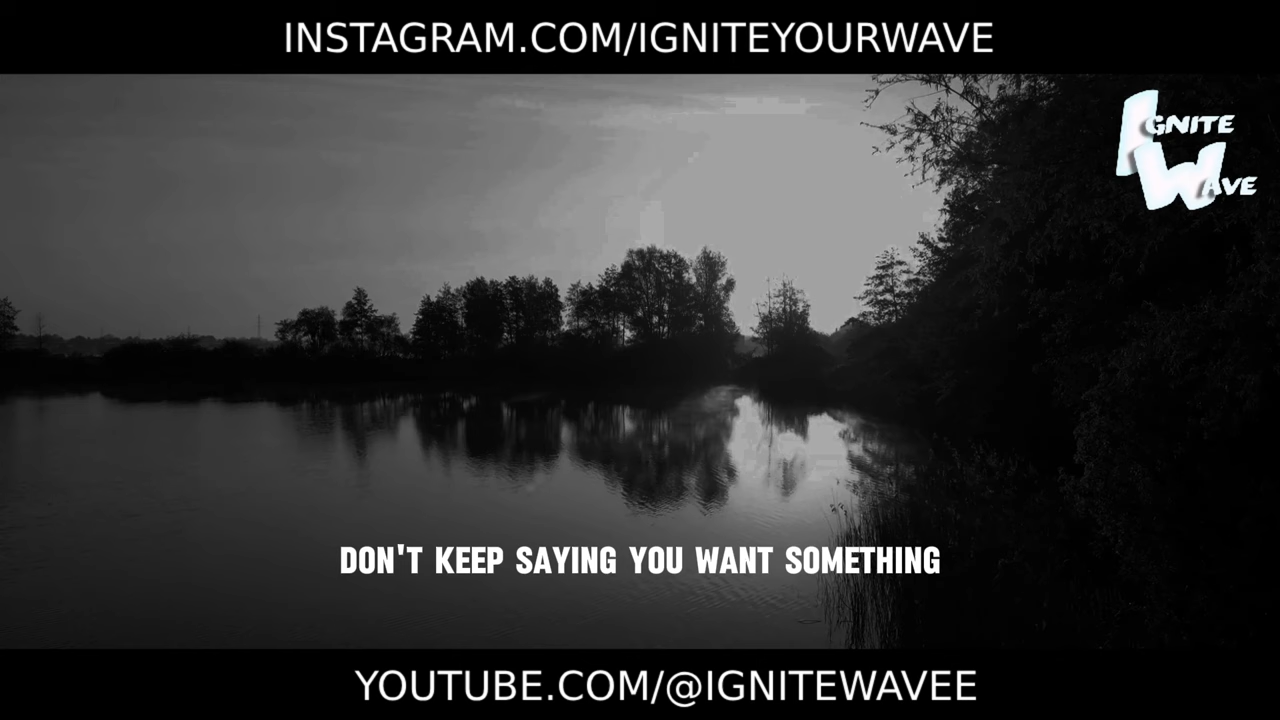 INSTAGRAM.COM/IGNITEYOURWAVE
IGNITE
WAVE
DON'T KEEP SAYING YOU WANT SOMETHING
YOUTUBE.COM/@IGNITEWAVEE